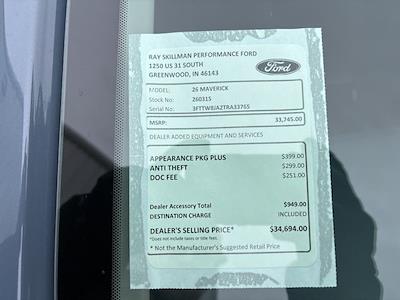 RAY SKILLMAN PERFORMANCE FORD
1250 US 31 SOUTH
GREENWOOD, IN 46143
Ford
MODEL: 26 MAVERICK
Stock No: 260315
Serial No: 3FTTW8JA2TRA33765
MSRP: 33,745.00
DEALER ADDED EQUIPMENT AND SERVICES
APPEARANCE PKG PLUS $399.00
ANTI THEFT $299.00
DOC FEE $251.00
Dealer Accessory Total $949.00
DESTINATION CHARGE INCLUDED
DEALER'S SELLING PRICE* $34,694.00
*Does not include taxes or title fees.
* Not the Manufacturer's Suggested Retail Price